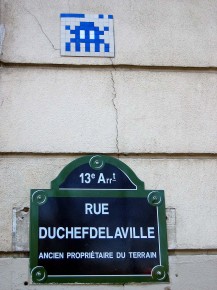 13e Arrt
RUE
DUCHEFDELAVILLE
ANCIEN PROPRIÉTAIRE DU TERRAIN